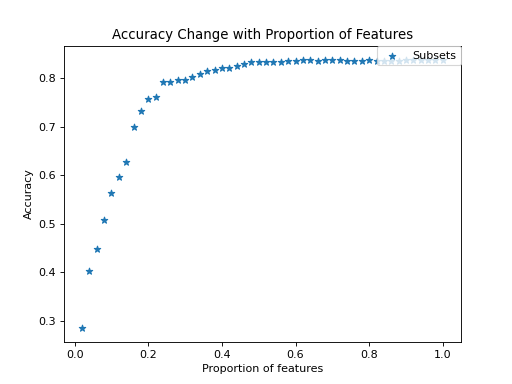 Accuracy Change with Proportion of Features
Subsets
Accuracy
0.8
0.7
0.6
0.5
0.4
0.3
0.0 0.2 0.4 0.6 0.8 1.0
Proportion of features